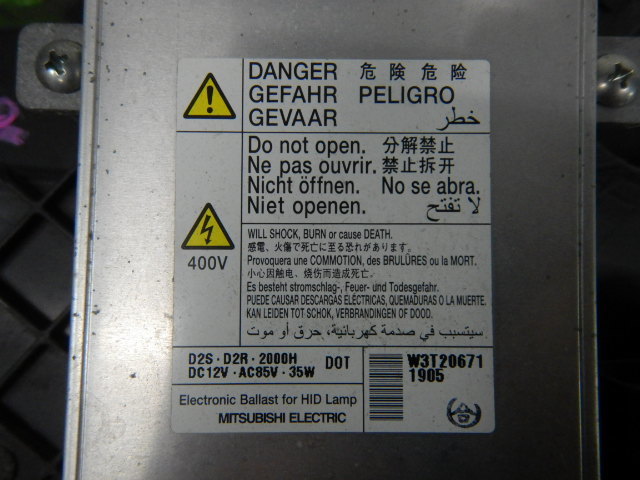 DANGER 危険危险
GEFAHR PELIGRO
GEVAAR خطر
Do not open. 分解禁止
Ne pas ouvrir. 禁止拆开
Nicht öffnen. No se abra.
Niet openen. لا تفتح
400V
WILL SHOCK, BURN or cause DEATH.
感電、火傷で死亡に至る恐れがあります。
Provoquera une COMMOTION, des BRULÛRES ou la MORT.
小心因触电、烧伤而造成死亡。
Es besteht stromschlag-, Feuer- und Todesgefahr.
PUEDE CAUSAR DESCARGAS ELÉCTRICAS, QUEMADURAS O LA MUERTE.
KAN LEIDEN TOT SCHOK, VERBRANDINGEN OF DOOD.
سيتسبب في صدمة كهربائية، حرق أو موت
D2S・D2R・2000H DOT
DC12V・AC85V・35W
W3T20671
1905
Electronic Ballast for HID Lamp
MITSUBISHI ELECTRIC